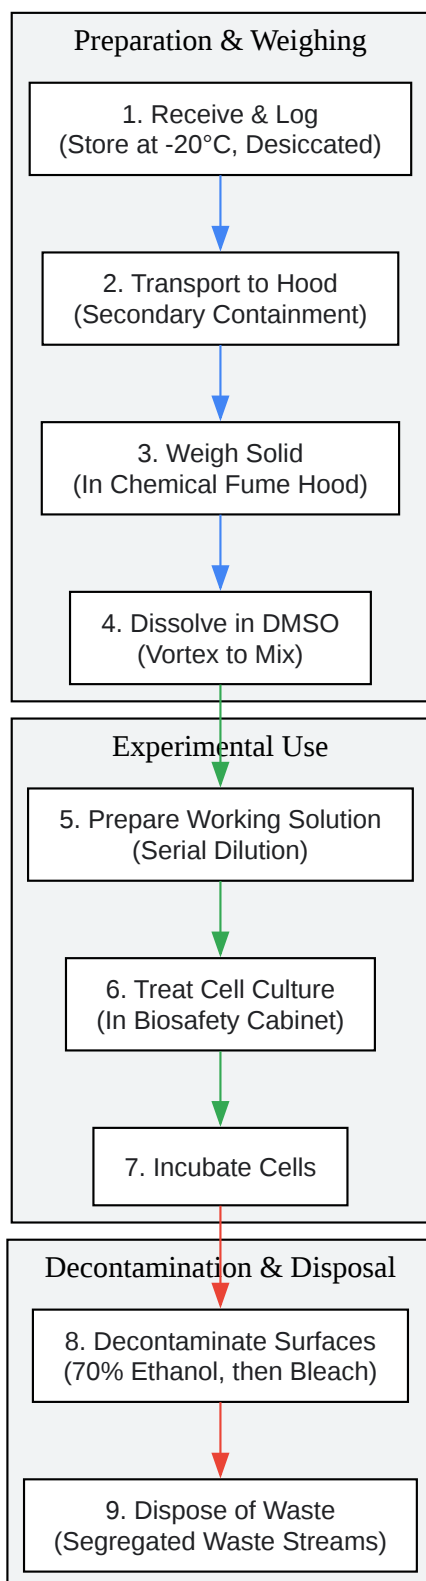 Preparation & Weighing
1. Receive & Log
(Store at -20°C, Desiccated)
2. Transport to Hood
(Secondary Containment)
3. Weigh Solid
(In Chemical Fume Hood)
4. Dissolve in DMSO
(Vortex to Mix)
Experimental Use
5. Prepare Working Solution
(Serial Dilution)
6. Treat Cell Culture
(In Biosafety Cabinet)
7. Incubate Cells
Decontamination & Disposal
8. Decontaminate Surfaces
(70% Ethanol, then Bleach)
9. Dispose of Waste
(Segregated Waste Streams)